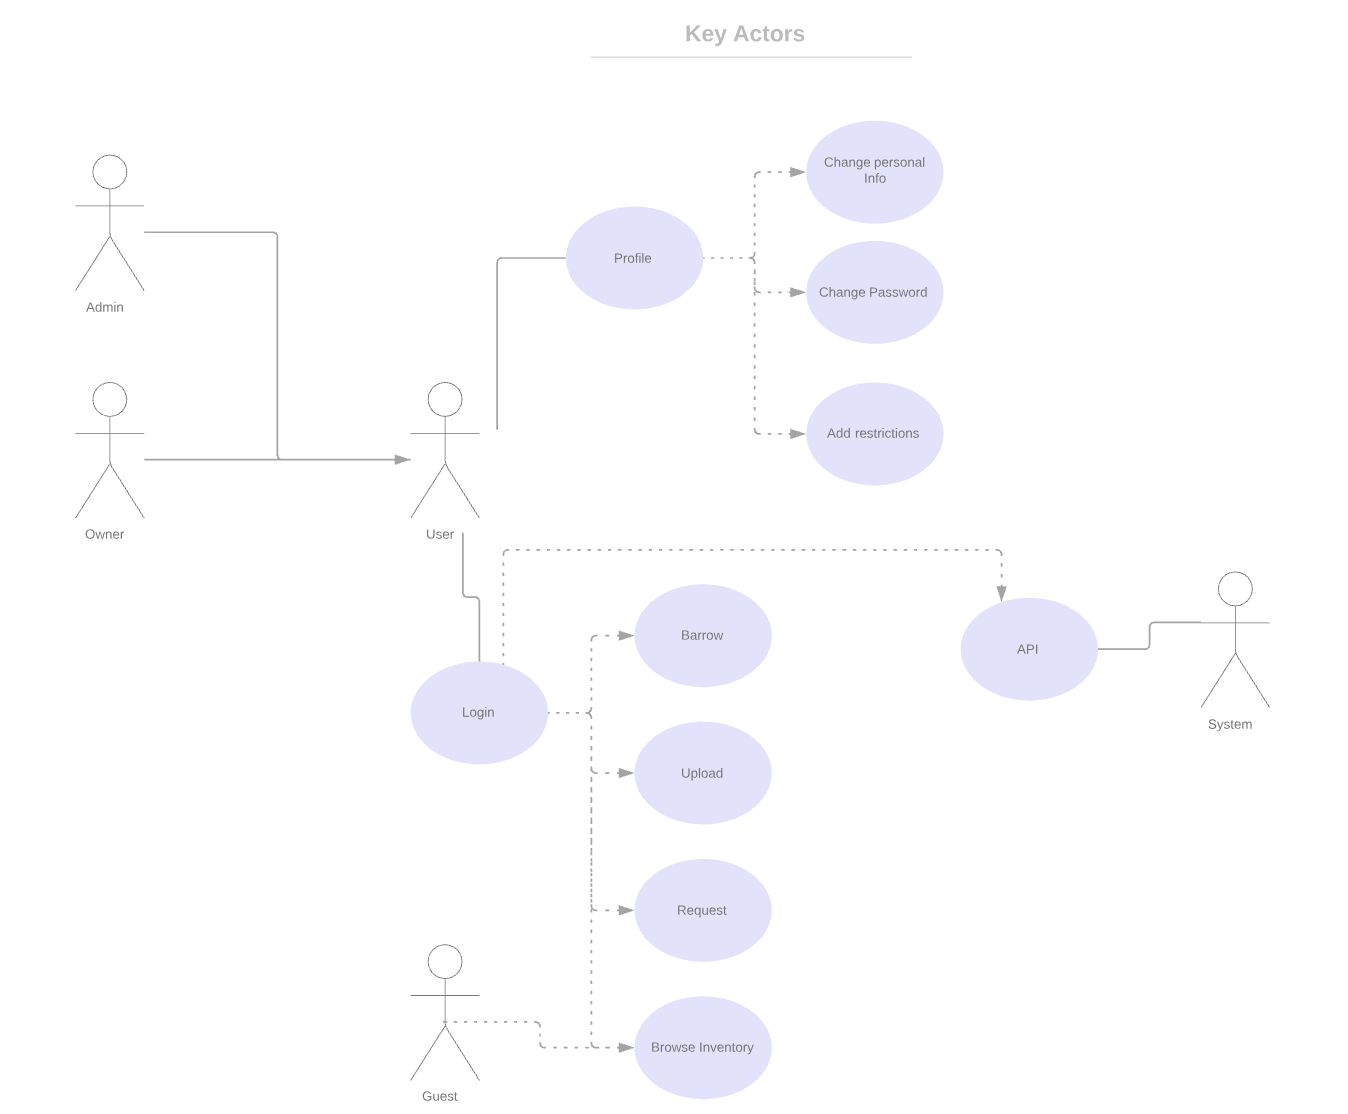 Key Actors
Change personal
Info
Admin
Profile
Change Password
Add restrictions
Owner
User
Barrow
API
Login
System
Upload
Request
Browse Inventory
Guest